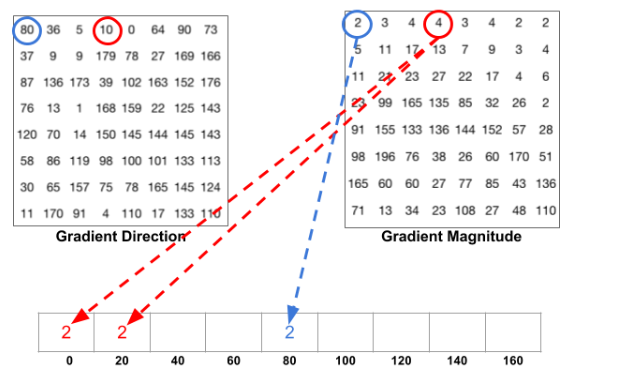 80 36 5 10 0 64 90 73
37 9 9 179 78 27 169 166
87 136 173 39 102 163 152 176
76 13 1 168 159 22 125 143
120 70 14 150 145 144 145 143
58 86 119 98 100 101 133 113
30 65 157 75 78 165 145 124
11 170 91 4 110 17 133 110
Gradient Direction
2 3 4 4 3 4 2 2
5 11 17 13 7 9 3 4
11 21 23 27 22 17 4 6
23 99 165 135 85 32 26 2
91 155 133 136 144 152 57 28
98 196 76 38 26 60 170 51
165 60 60 27 77 85 43 136
71 13 34 23 108 27 48 110
Gradient Magnitude
2 2 2
0 20 40 60 80 100 120 140 160